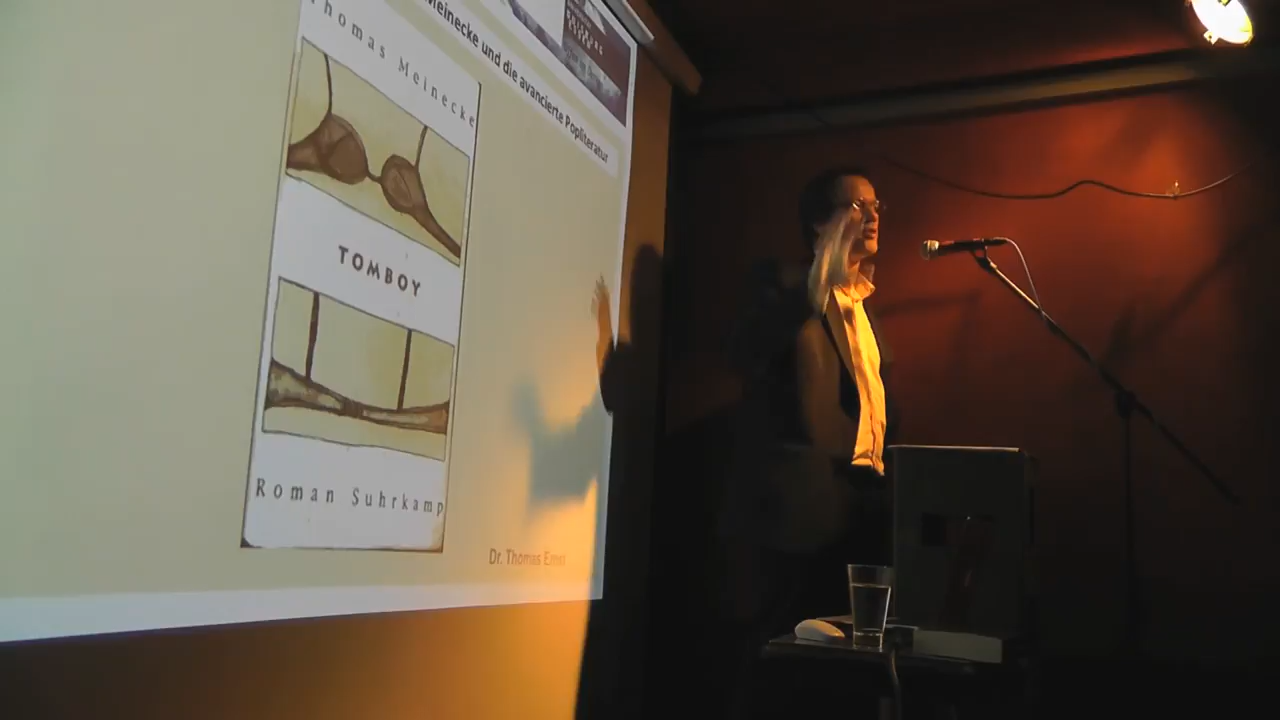 Meinecke und die avancierte Popliteratur
Thomas Meinecke
TOMBOY
Roman Suhrkamp
Dr. Thomas Ernst